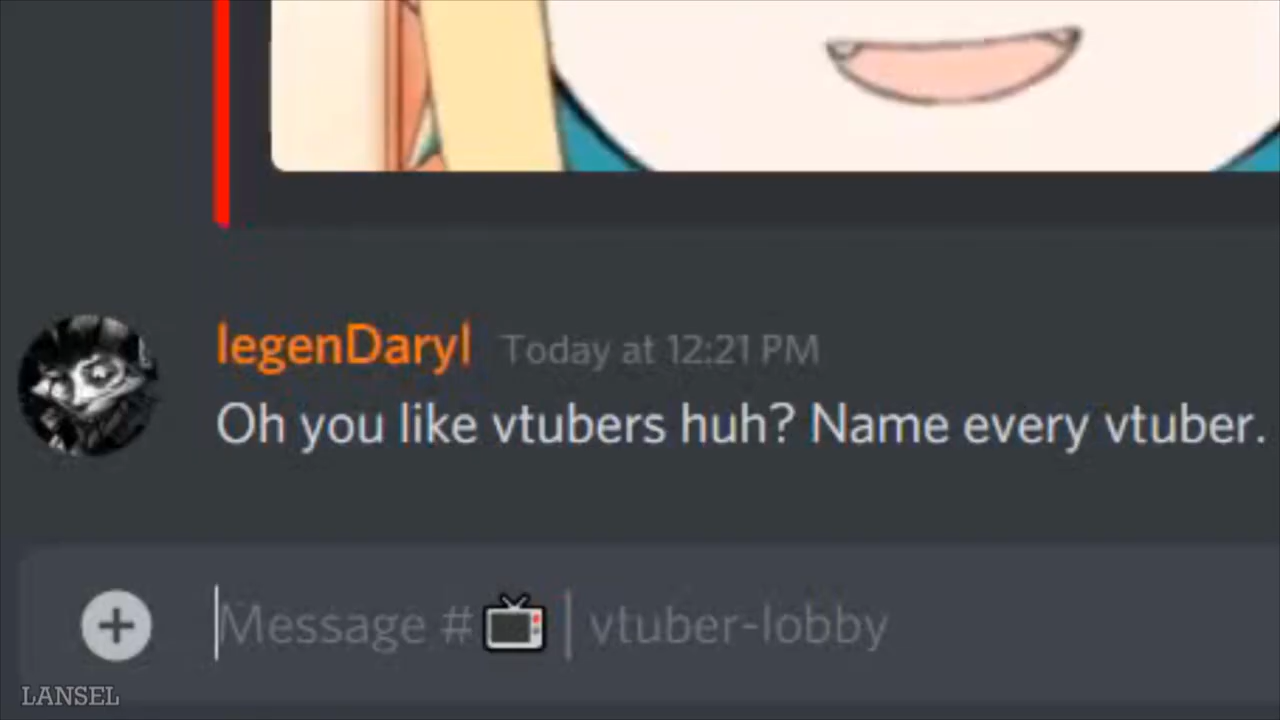 legenDaryl Today at 12:21 PM
Oh you like vtubers huh? Name every vtuber.
Message #📺 | vtuber-lobby
LANSEL